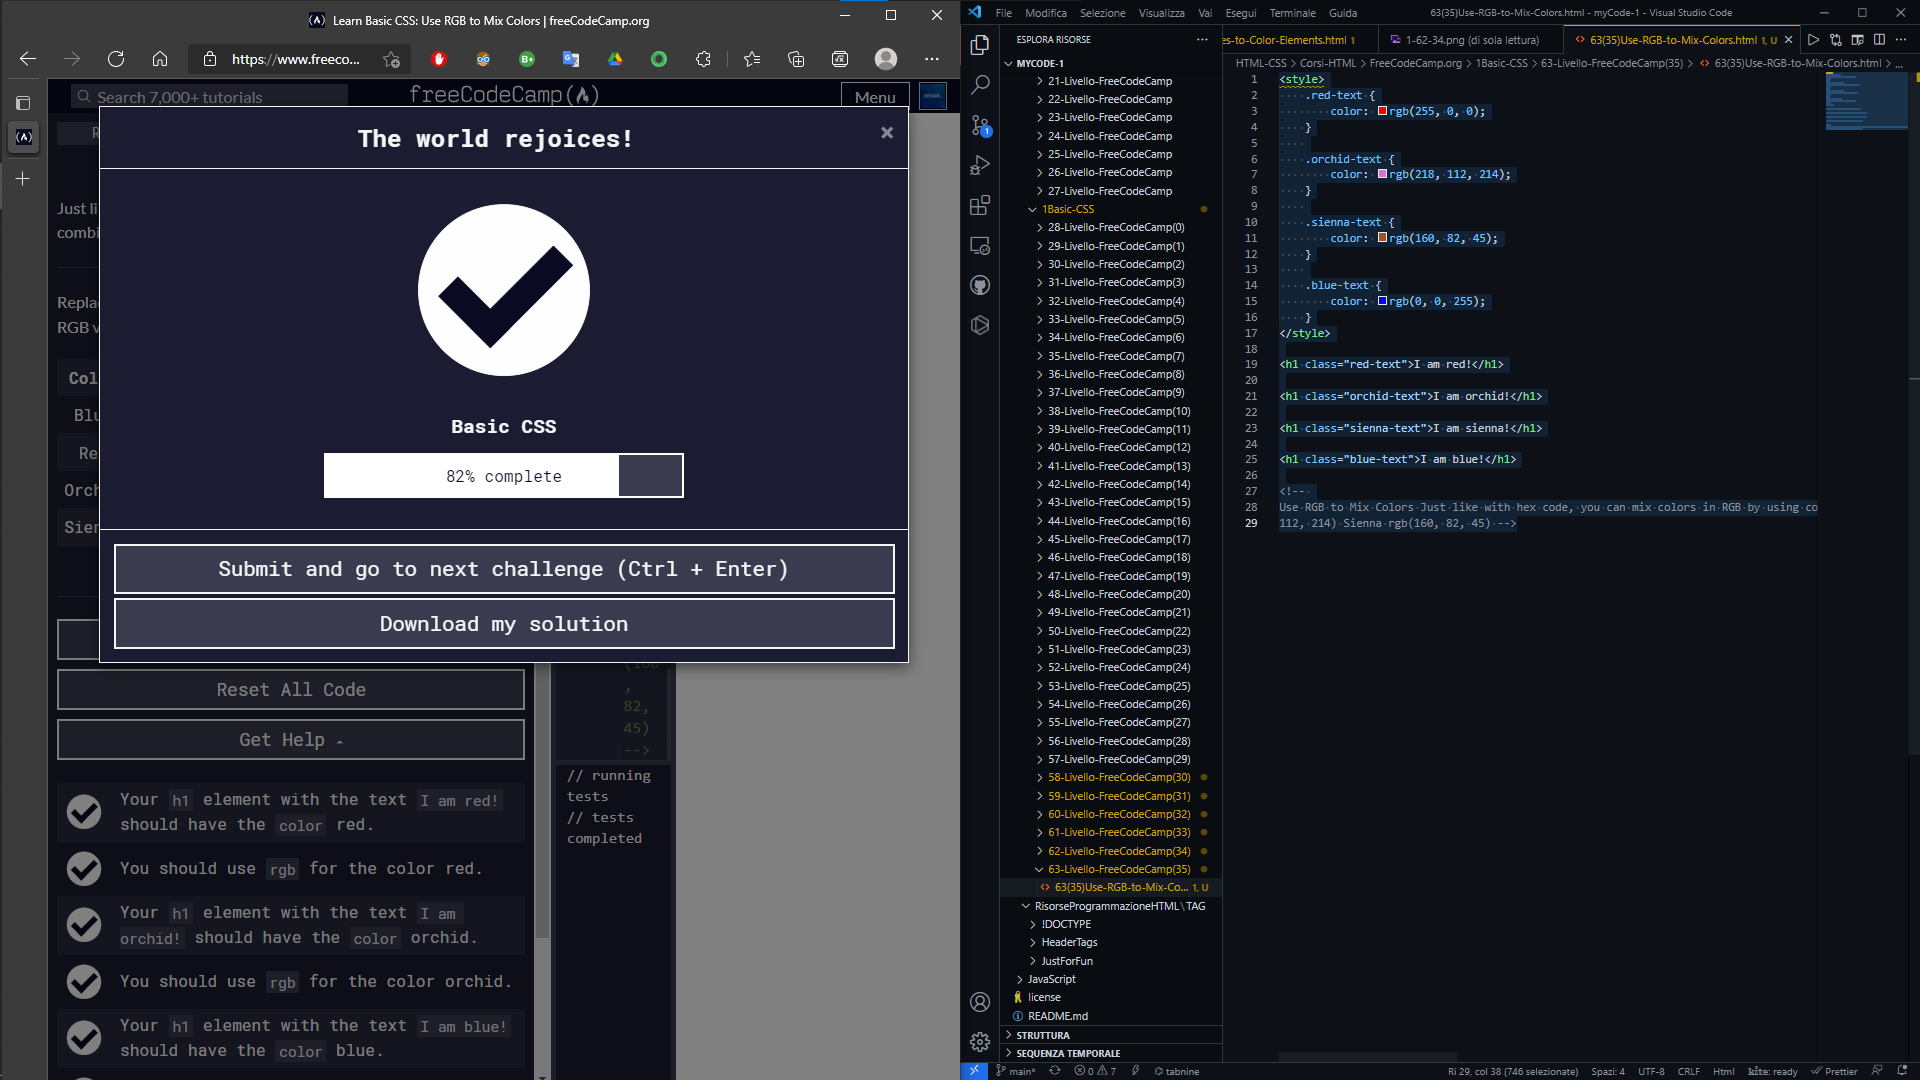 Learn Basic CSS: Use RGB to Mix Colors | freeCodeCamp.org
https://www.freeco...
Search 7,000+ tutorials
freeCodeCamp(🔥)
Menu
R
Just li
combi
Replac
RGB v
Col
Blu
Re
Orch
Sien
The world rejoices!
×
Basic CSS
82% complete
Submit and go to next challenge (Ctrl + Enter)
Download my solution
Reset All Code
Get Help
Your h1 element with the text I am red!
should have the color red.
You should use rgb for the color red.
Your h1 element with the text I am
orchid! should have the color orchid.
You should use rgb for the color orchid.
Your h1 element with the text I am blue!
should have the color blue.
(160
,
82,
45)
-->
// running
tests
// tests
completed
File Modifica Selezione Visualizza Vai Esegui Terminale Guida
63(35)Use-RGB-to-Mix-Colors.html - myCode-1 - Visual Studio Code
ESPLORA RISORSE
MYCODE-1
21-Livello-FreeCodeCamp
22-Livello-FreeCodeCamp
23-Livello-FreeCodeCamp
24-Livello-FreeCodeCamp
25-Livello-FreeCodeCamp
26-Livello-FreeCodeCamp
27-Livello-FreeCodeCamp
1Basic-CSS
28-Livello-FreeCodeCamp(0)
29-Livello-FreeCodeCamp(1)
30-Livello-FreeCodeCamp(2)
31-Livello-FreeCodeCamp(3)
32-Livello-FreeCodeCamp(4)
33-Livello-FreeCodeCamp(5)
34-Livello-FreeCodeCamp(6)
35-Livello-FreeCodeCamp(7)
36-Livello-FreeCodeCamp(8)
37-Livello-FreeCodeCamp(9)
38-Livello-FreeCodeCamp(10)
39-Livello-FreeCodeCamp(11)
40-Livello-FreeCodeCamp(12)
41-Livello-FreeCodeCamp(13)
42-Livello-FreeCodeCamp(14)
43-Livello-FreeCodeCamp(15)
44-Livello-FreeCodeCamp(16)
45-Livello-FreeCodeCamp(17)
46-Livello-FreeCodeCamp(18)
47-Livello-FreeCodeCamp(19)
48-Livello-FreeCodeCamp(20)
49-Livello-FreeCodeCamp(21)
50-Livello-FreeCodeCamp(22)
51-Livello-FreeCodeCamp(23)
52-Livello-FreeCodeCamp(24)
53-Livello-FreeCodeCamp(25)
54-Livello-FreeCodeCamp(26)
55-Livello-FreeCodeCamp(27)
56-Livello-FreeCodeCamp(28)
57-Livello-FreeCodeCamp(29)
58-Livello-FreeCodeCamp(30)
59-Livello-FreeCodeCamp(31)
60-Livello-FreeCodeCamp(32)
61-Livello-FreeCodeCamp(33)
62-Livello-FreeCodeCamp(34)
63-Livello-FreeCodeCamp(35)
63(35)Use-RGB-to-Mix-Co... 1, U
RisorseProgrammazioneHTML\TAG
!DOCTYPE
HeaderTags
JustForFun
JavaScript
license
README.md
STRUTTURA
SEQUENZA TEMPORALE
es-to-Color-Elements.html 1
1-62-34.png (di sola lettura)
63(35)Use-RGB-to-Mix-Colors.html 1, U
HTML-CSS > Corsi-HTML > FreeCodeCamp.org > 1Basic-CSS > 63-Livello-FreeCodeCamp(35) > 63(35)Use-RGB-to-Mix-Colors.html > ...
1 <style>
2 .red-text {
3 color: rgb(255, 0, 0);
4 }
5
6 .orchid-text {
7 color: rgb(218, 112, 214);
8 }
9
10 .sienna-text {
11 color: rgb(160, 82, 45);
12 }
13
14 .blue-text {
15 color: rgb(0, 0, 255);
16 }
17 </style>
18
19 <h1 class="red-text">I am red!</h1>
20
21 <h1 class="orchid-text">I am orchid!</h1>
22
23 <h1 class="sienna-text">I am sienna!</h1>
24
25 <h1 class="blue-text">I am blue!</h1>
26
27 <!--
28 Use RGB to Mix Colors Just like with hex code, you can mix colors in RGB by using co
29 112, 214) Sienna rgb(160, 82, 45) -->
main* 0 7 tabnine
Ri 29, col 38 (746 selezionate) Spazi: 4 UTF-8 CRLF Html kite: ready Prettier